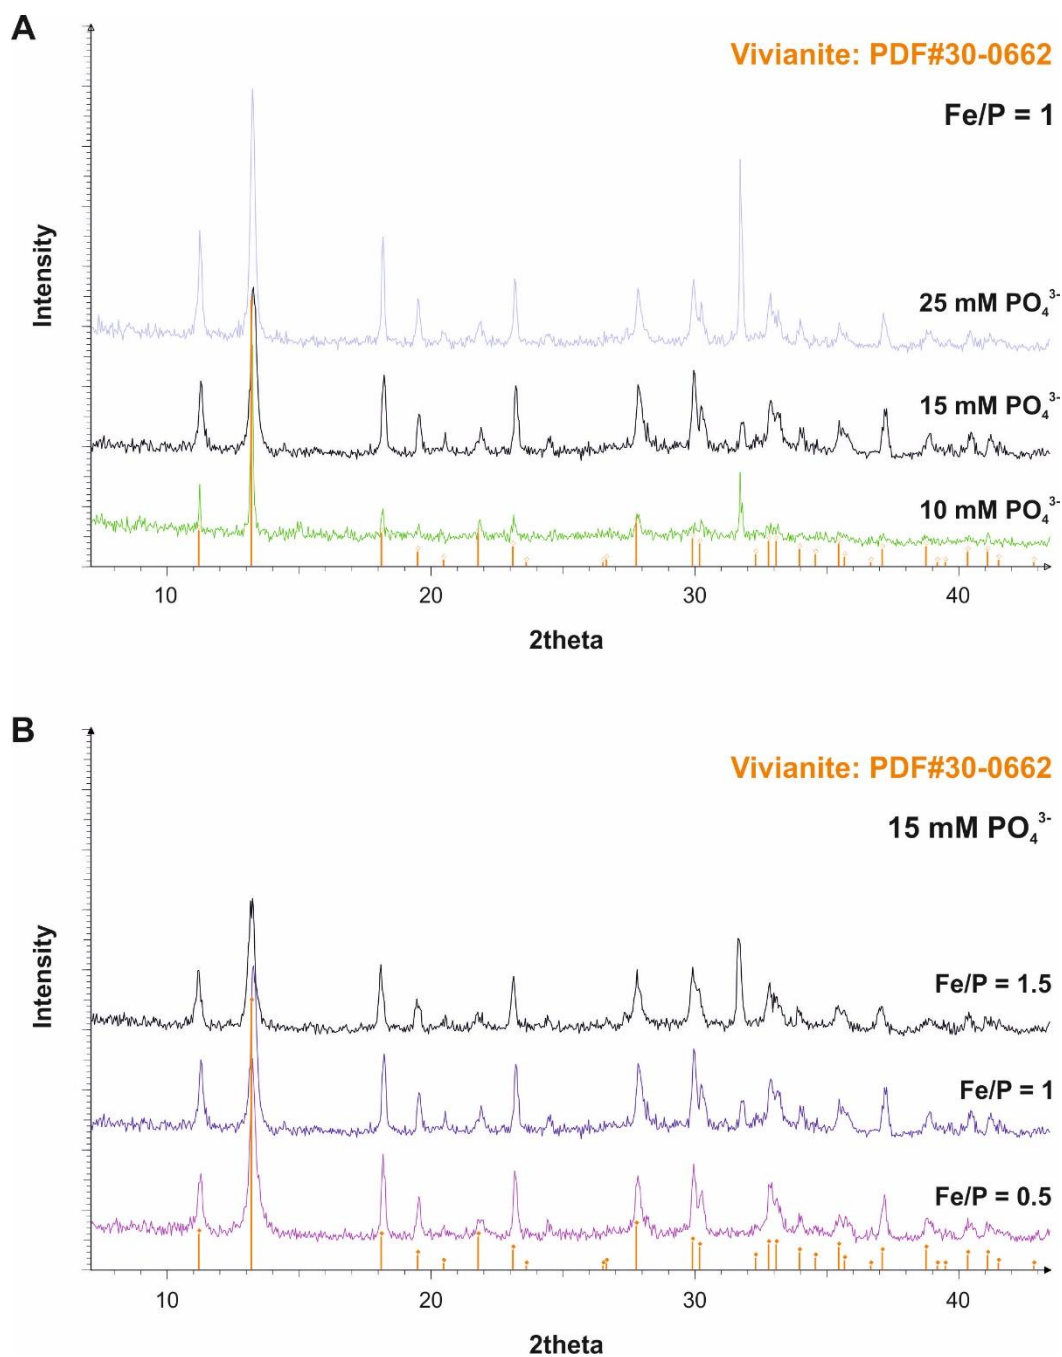 A
Vivianite: PDF#30-0662
Fe/P = 1
Intensity
25 mM PO₄³⁻
15 mM PO₄³⁻
10 mM PO₄³⁻
10 20 30 40
2theta
B
Vivianite: PDF#30-0662
15 mM PO₄³⁻
Intensity
Fe/P = 1.5
Fe/P = 1
Fe/P = 0.5
10 20 30 40
2theta